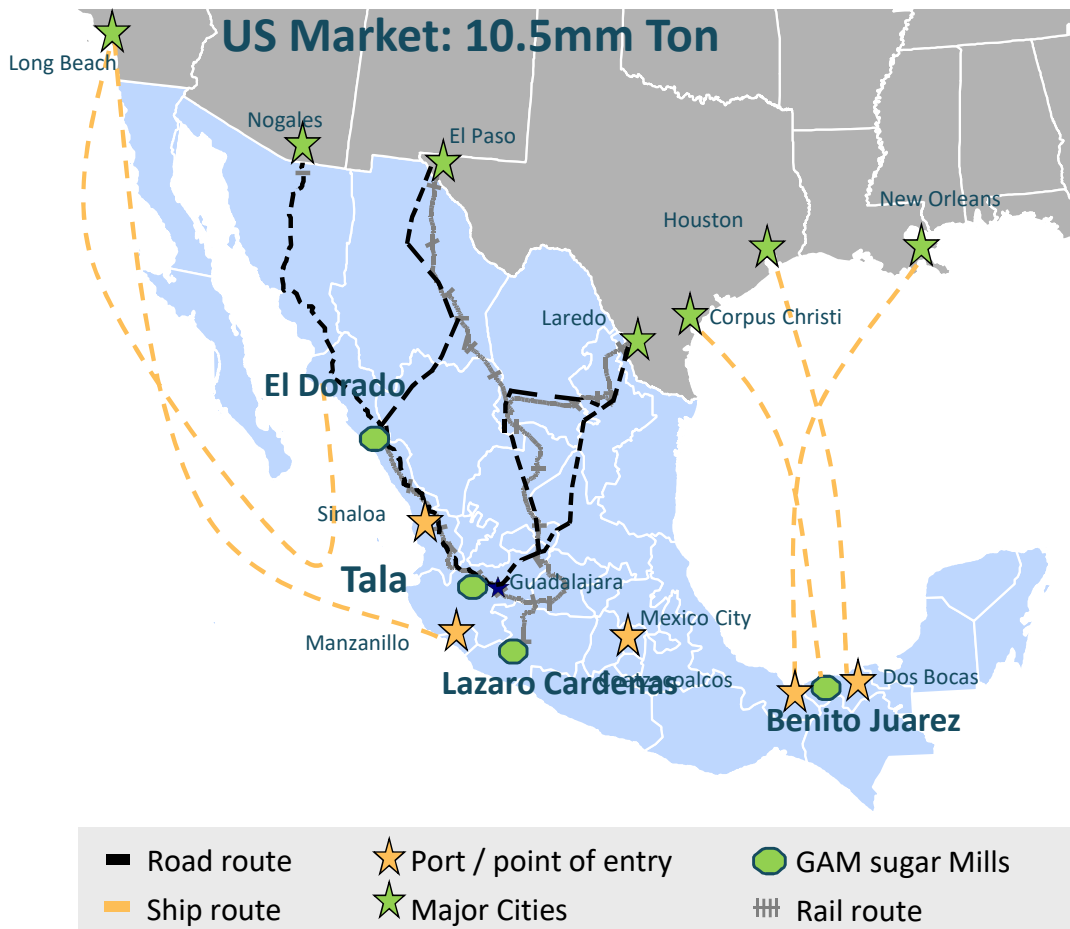 US Market: 10.5mm Ton
Long Beach
Nogales
El Paso
New Orleans
Houston
Laredo
Corpus Christi
El Dorado
Sinaloa
Tala
Guadalajara
Manzanillo
Mexico City
Lazaro Cardenas
Coatzacoalcos
Dos Bocas
Benito Juarez
Road route
Port / point of entry
GAM sugar Mills
Ship route
Major Cities
Rail route